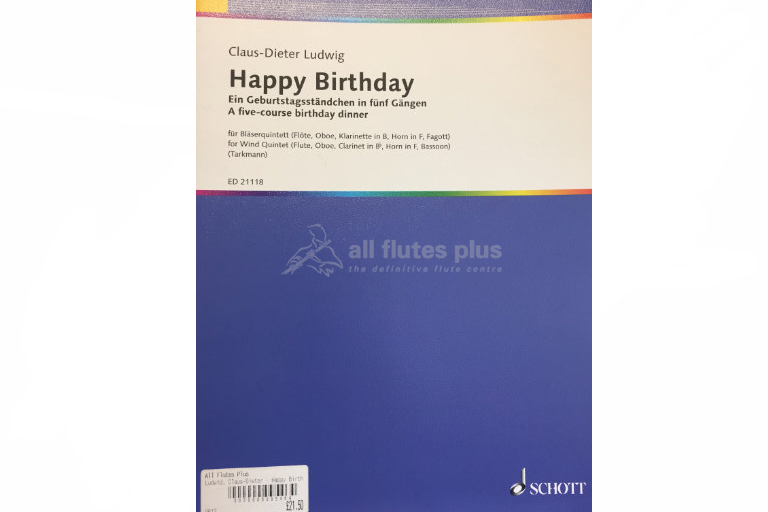 Claus-Dieter Ludwig
Happy Birthday
Ein Geburtstagsständchen in fünf Gängen
A five-course birthday dinner
für Bläserquintett (Flöte, Oboe, Klarinette in B, Horn in F, Fagott)
for Wind Quintet (Flute, Oboe, Clarinet in B♭, Horn in F, Bassoon)
(Tarkmann)
ED 21118
all flutes plus
the definitive flute centre
All Flutes Plus
Ludwig, Claus-Dieter - Happy Birth
£21.50
SCHOTT